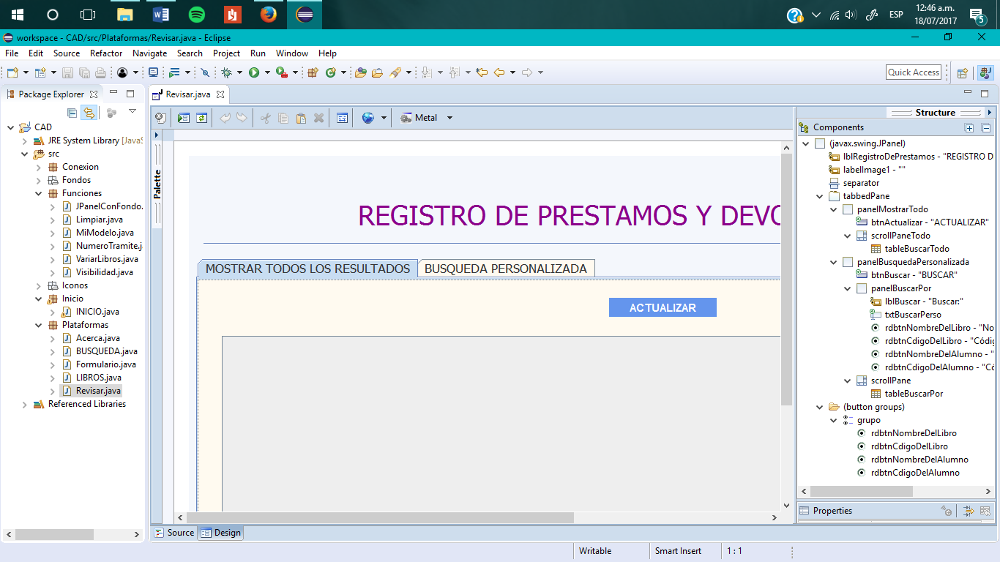 12:46 a.m.
ESP
18/07/2017
5
workspace - CAD/src/Plataformas/Revisar.java - Eclipse
File Edit Source Refactor Navigate Search Project Run Window Help
Quick Access
Package Explorer
CAD
JRE System Library [JavaS
src
Conexion
Fondos
Funciones
JPanelConFondo.
Limpiar.java
MiModelo.java
NumeroTramite.j
VariarLibros.java
Visibilidad.java
Iconos
Inicio
INICIO.java
Plataformas
Acerca.java
BUSQUEDA.java
Formulario.java
LIBROS.java
Revisar.java
Referenced Libraries
Revisar.java
Metal
Palette
REGISTRO DE PRESTAMOS Y DEVO
MOSTRAR TODOS LOS RESULTADOS
BUSQUEDA PERSONALIZADA
ACTUALIZAR
Source
Design
Structure
Components
(javax.swing.JPanel)
lblRegistroDePrestamos - "REGISTRO D
labelImage1 - ""
separator
tabbedPane
panelMostrarTodo
btnActualizar - "ACTUALIZAR"
scrollPaneTodo
tableBuscarTodo
panelBusquedaPersonalizada
btnBuscar - "BUSCAR"
panelBuscarPor
lblBuscar - "Buscar:"
txtBuscarPerso
rdbtnNombreDelLibro - "No
rdbtnCdigoDelLibro - "Códig
rdbtnNombreDelAlumno - "
rdbtnCdigoDelAlumno - "Có
scrollPane
tableBuscarPor
(button groups)
grupo
rdbtnNombreDelLibro
rdbtnCdigoDelLibro
rdbtnNombreDelAlumno
rdbtnCdigoDelAlumno
Properties
Writable
Smart Insert
1 : 1